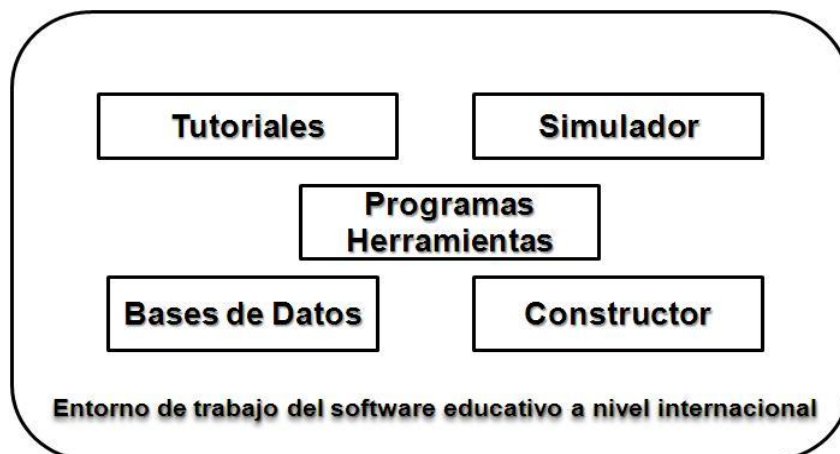 Tutoriales
Simulador
Programas
Herramientas
Bases de Datos
Constructor
Entorno de trabajo del software educativo a nivel internacional